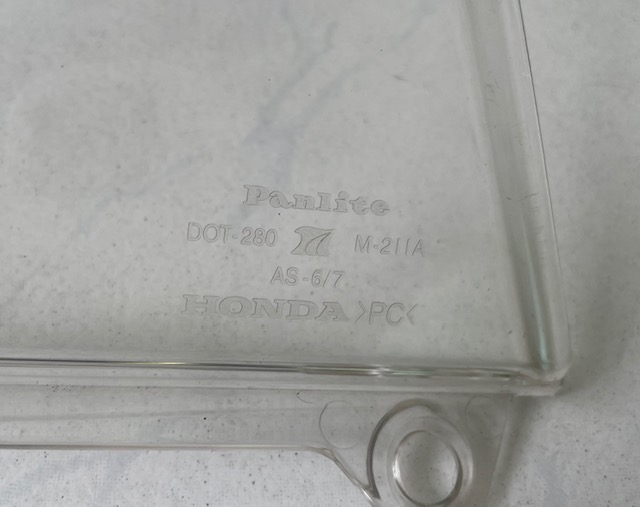 Panlite
DOT-280 M-211A
AS-6/7
HONDA >PC<